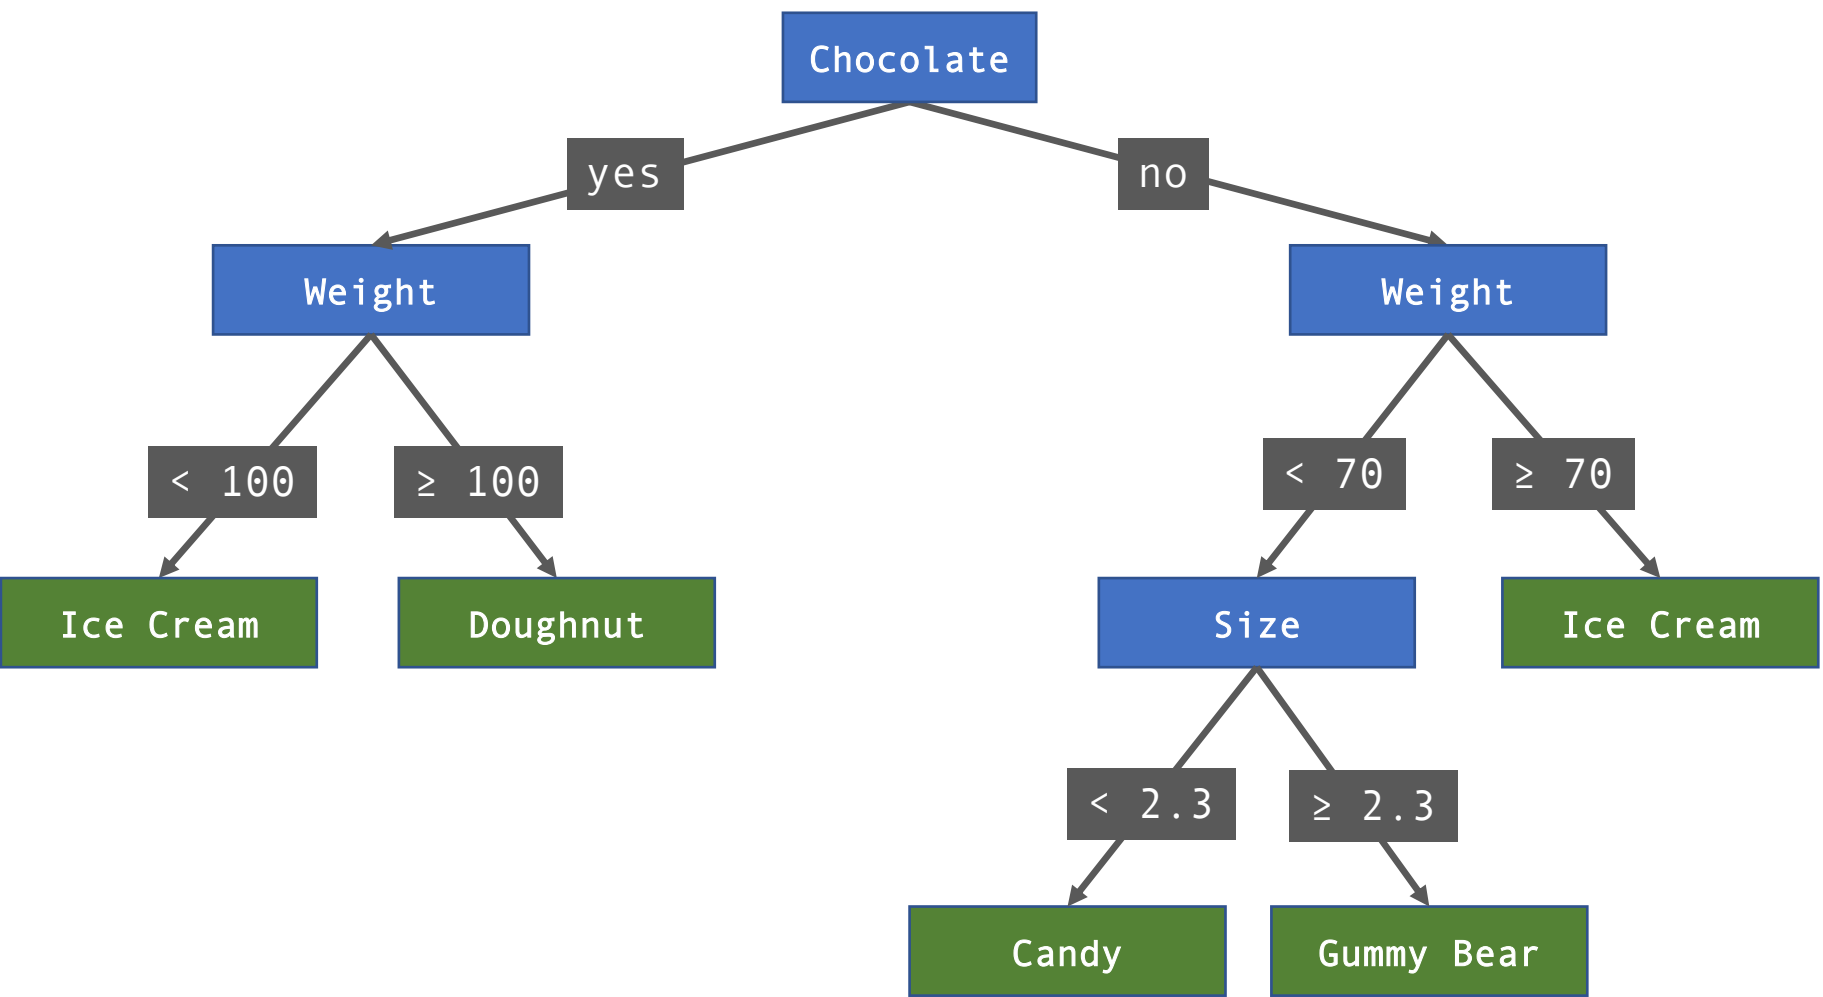 Chocolate
yes
no
Weight
Weight
< 100
≥ 100
< 70
≥ 70
Ice Cream
Doughnut
Size
Ice Cream
< 2.3
≥ 2.3
Candy
Gummy Bear